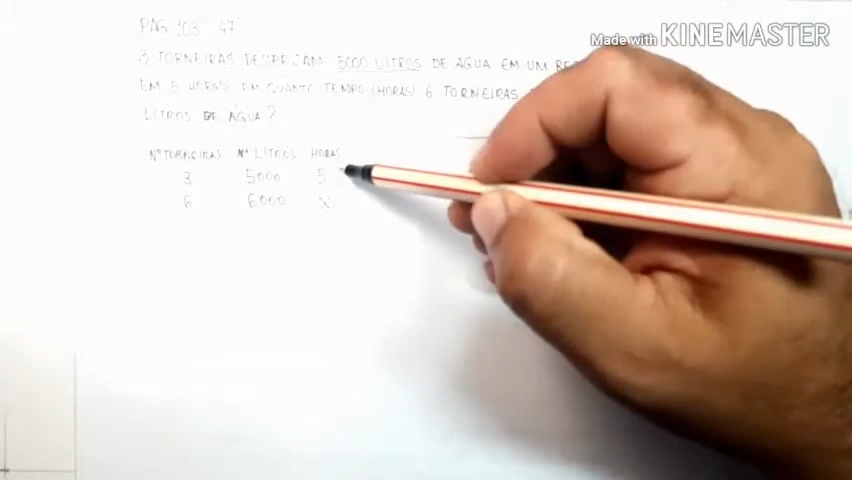 Made with KINEMASTER
PÁG 103 - 47
3 TORNEIRAS DESPEJAM 5000 LITROS DE ÁGUA EM UM
EM 5 HORAS. EM QUANTO TEMPO (HORAS) 6 TORNEIRAS
LITROS DE ÁGUA?
Nº TORNEIRAS Nº LITROS HORAS
3 5000 5
6 6000 X